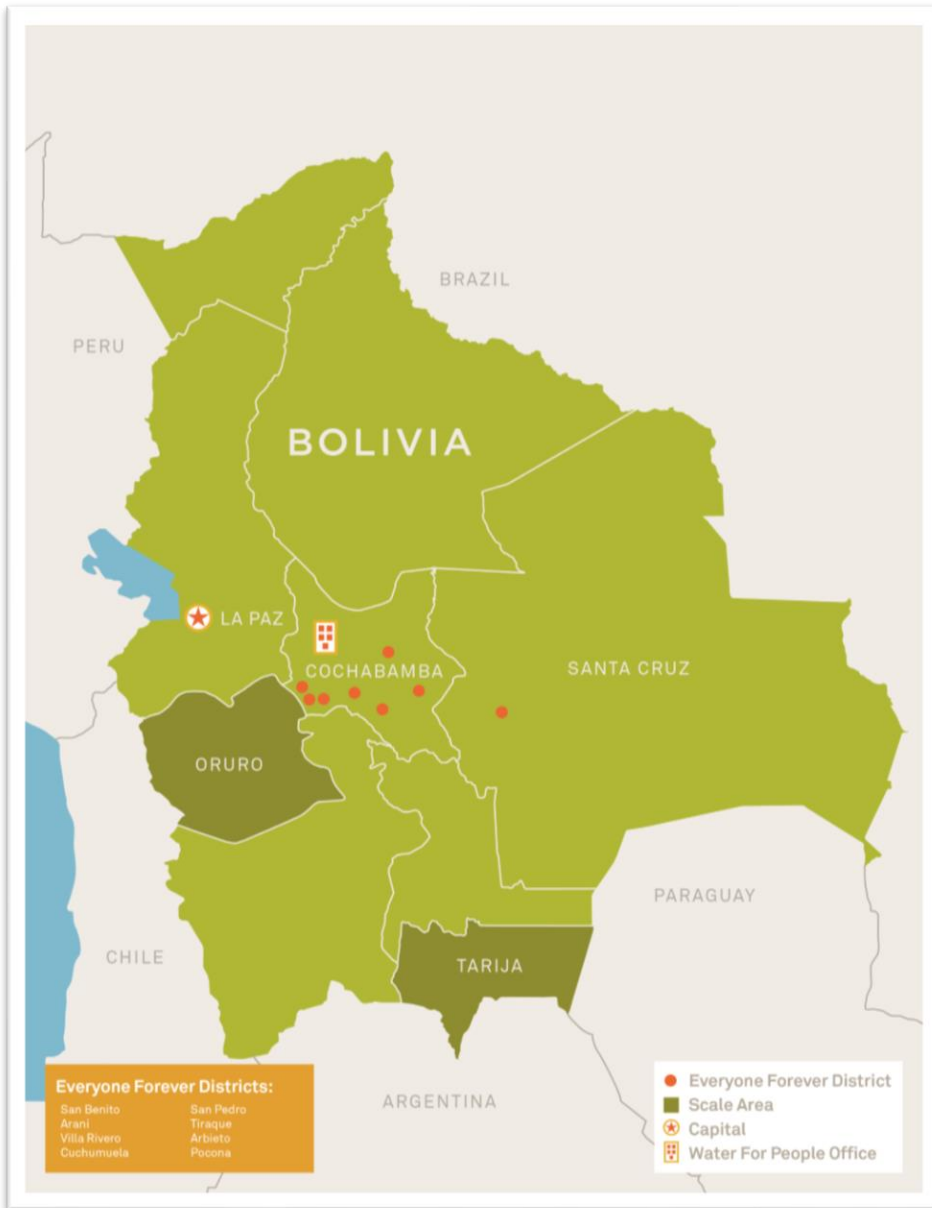 BRAZIL
PERU
BOLIVIA
LA PAZ
COCHABAMBA
SANTA CRUZ
ORURO
PARAGUAY
CHILE
TARIJA
ARGENTINA
Everyone Forever Districts:
San Benito
Arani
Villa Rivero
Cuchumuela
San Pedro
Tiraque
Arbieto
Pocona
Everyone Forever District
Scale Area
Capital
Water For People Office